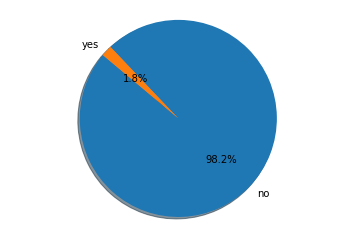 yes
1.8%
98.2%
no